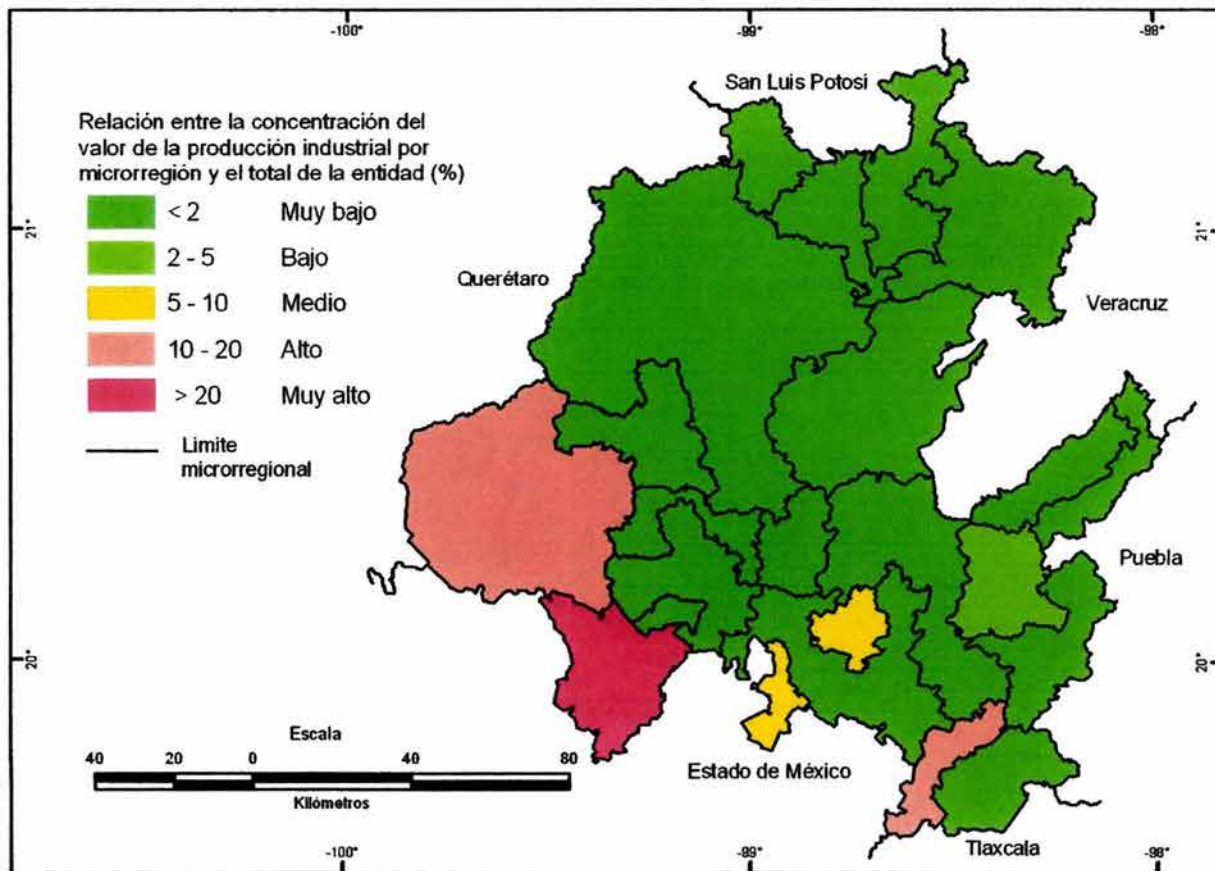 -100°
-99°
-98°
San Luis Potosi
Relación entre la concentración del
valor de la producción industrial por
microrregión y el total de la entidad (%)
< 2 Muy bajo
2 - 5 Bajo
5 - 10 Medio
10 - 20 Alto
> 20 Muy alto
Limite
microrregional
21°
21°
Querétaro
Veracruz
Puebla
20°
20°
Escala
40 20 0 40 80
Kilómetros
Estado de México
Tlaxcala
-100°
-99°
-98°